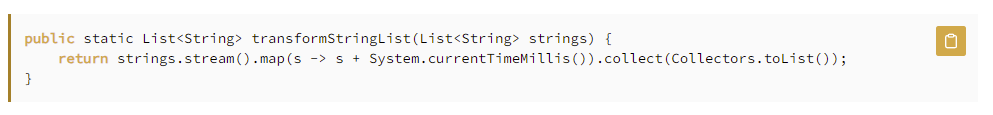 public static List<String> transformStringList(List<String> strings) {
    return strings.stream().map(s -> s + System.currentTimeMillis()).collect(Collectors.toList());
}